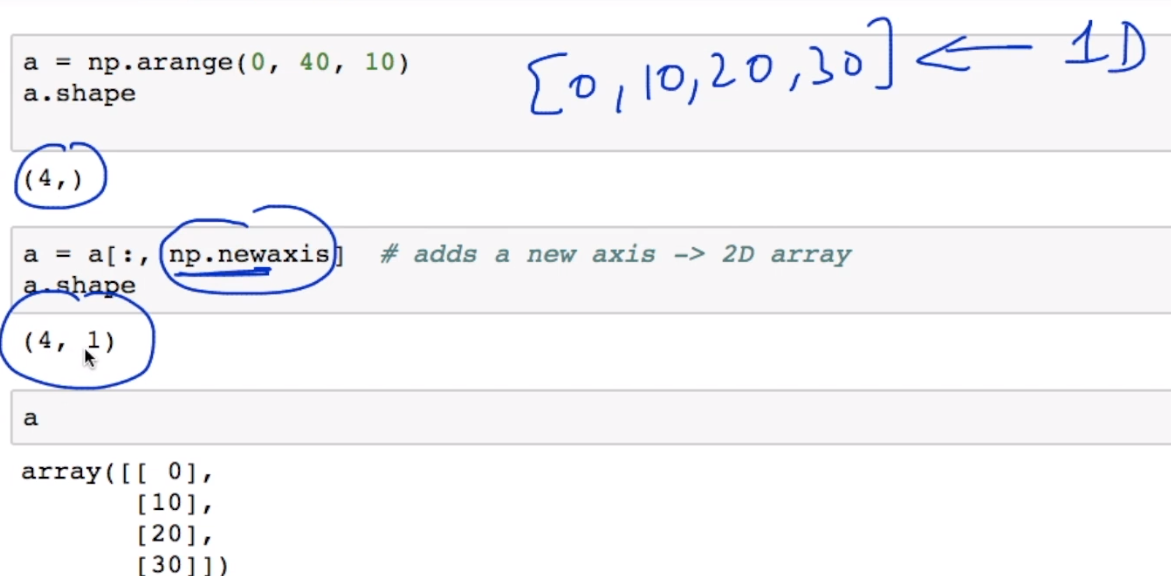 a = np.arange(0, 40, 10)
a.shape
[0,10,20,30] ← 1D
(4,)
a = a[:, np.newaxis]  # adds a new axis -> 2D array
a.shape
(4, 1)
a
array([[ 0],
       [10],
       [20],
       [30]])